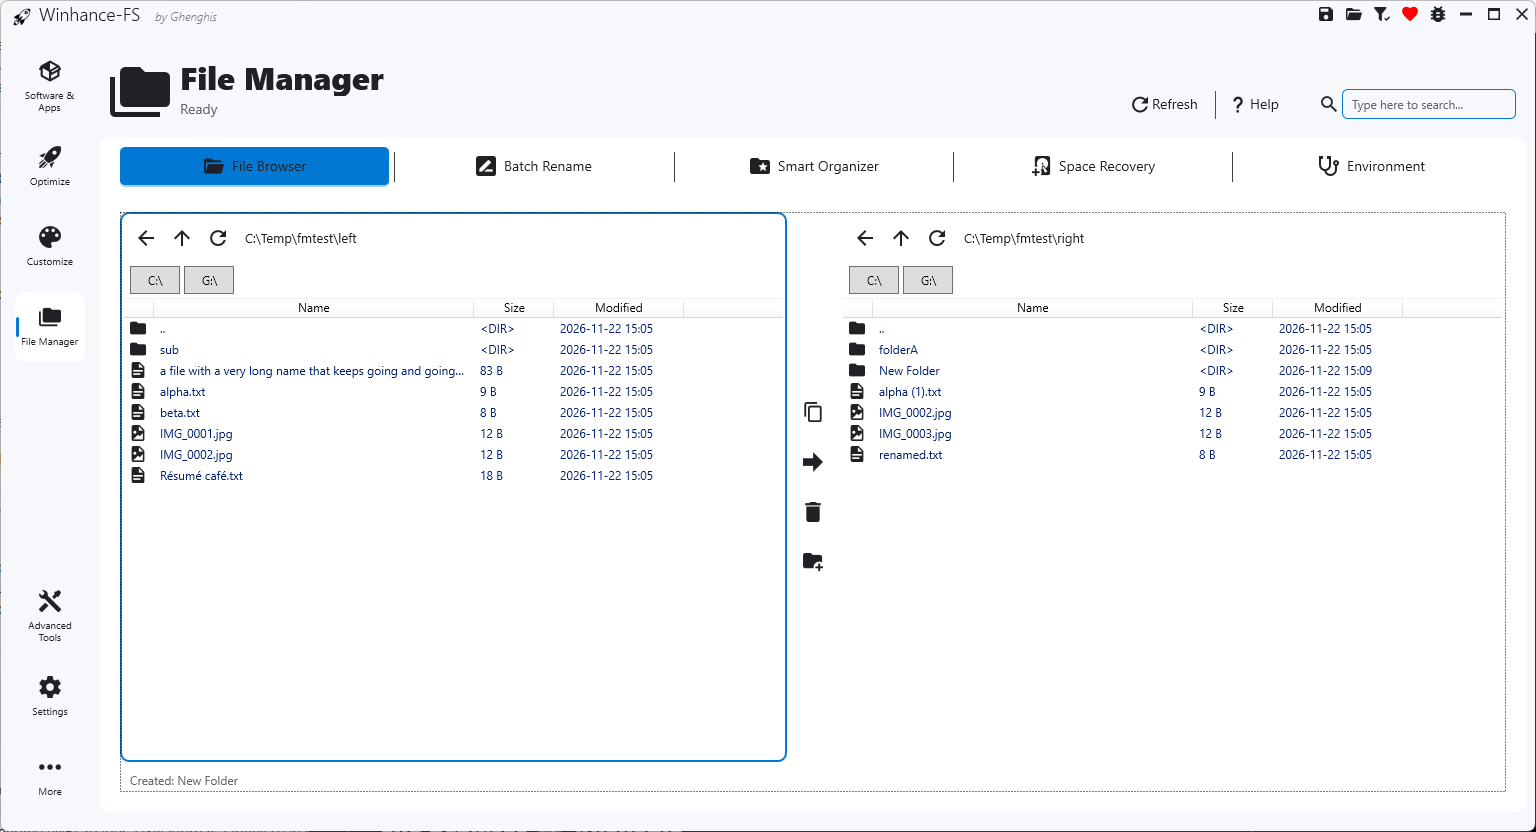 Winhance-FS by Ghenghis
Software & Apps
Optimize
Customize
File Manager
Advanced Tools
Settings
More
File Manager
Ready
Refresh
? Help
Type here to search...
File Browser
Batch Rename
Smart Organizer
Space Recovery
Environment
C:\Temp\fmtest\left
C:\ G:\
Name Size Modified
.. <DIR> 2026-11-22 15:05
sub <DIR> 2026-11-22 15:05
a file with a very long name that keeps going and going... 83 B 2026-11-22 15:05
alpha.txt 9 B 2026-11-22 15:05
beta.txt 8 B 2026-11-22 15:05
IMG_0001.jpg 12 B 2026-11-22 15:05
IMG_0002.jpg 12 B 2026-11-22 15:05
Résumé café.txt 18 B 2026-11-22 15:05
C:\Temp\fmtest\right
C:\ G:\
Name Size Modified
.. <DIR> 2026-11-22 15:05
folderA <DIR> 2026-11-22 15:05
New Folder <DIR> 2026-11-22 15:09
alpha (1).txt 9 B 2026-11-22 15:05
IMG_0002.jpg 12 B 2026-11-22 15:05
IMG_0003.jpg 12 B 2026-11-22 15:05
renamed.txt 8 B 2026-11-22 15:05
Created: New Folder